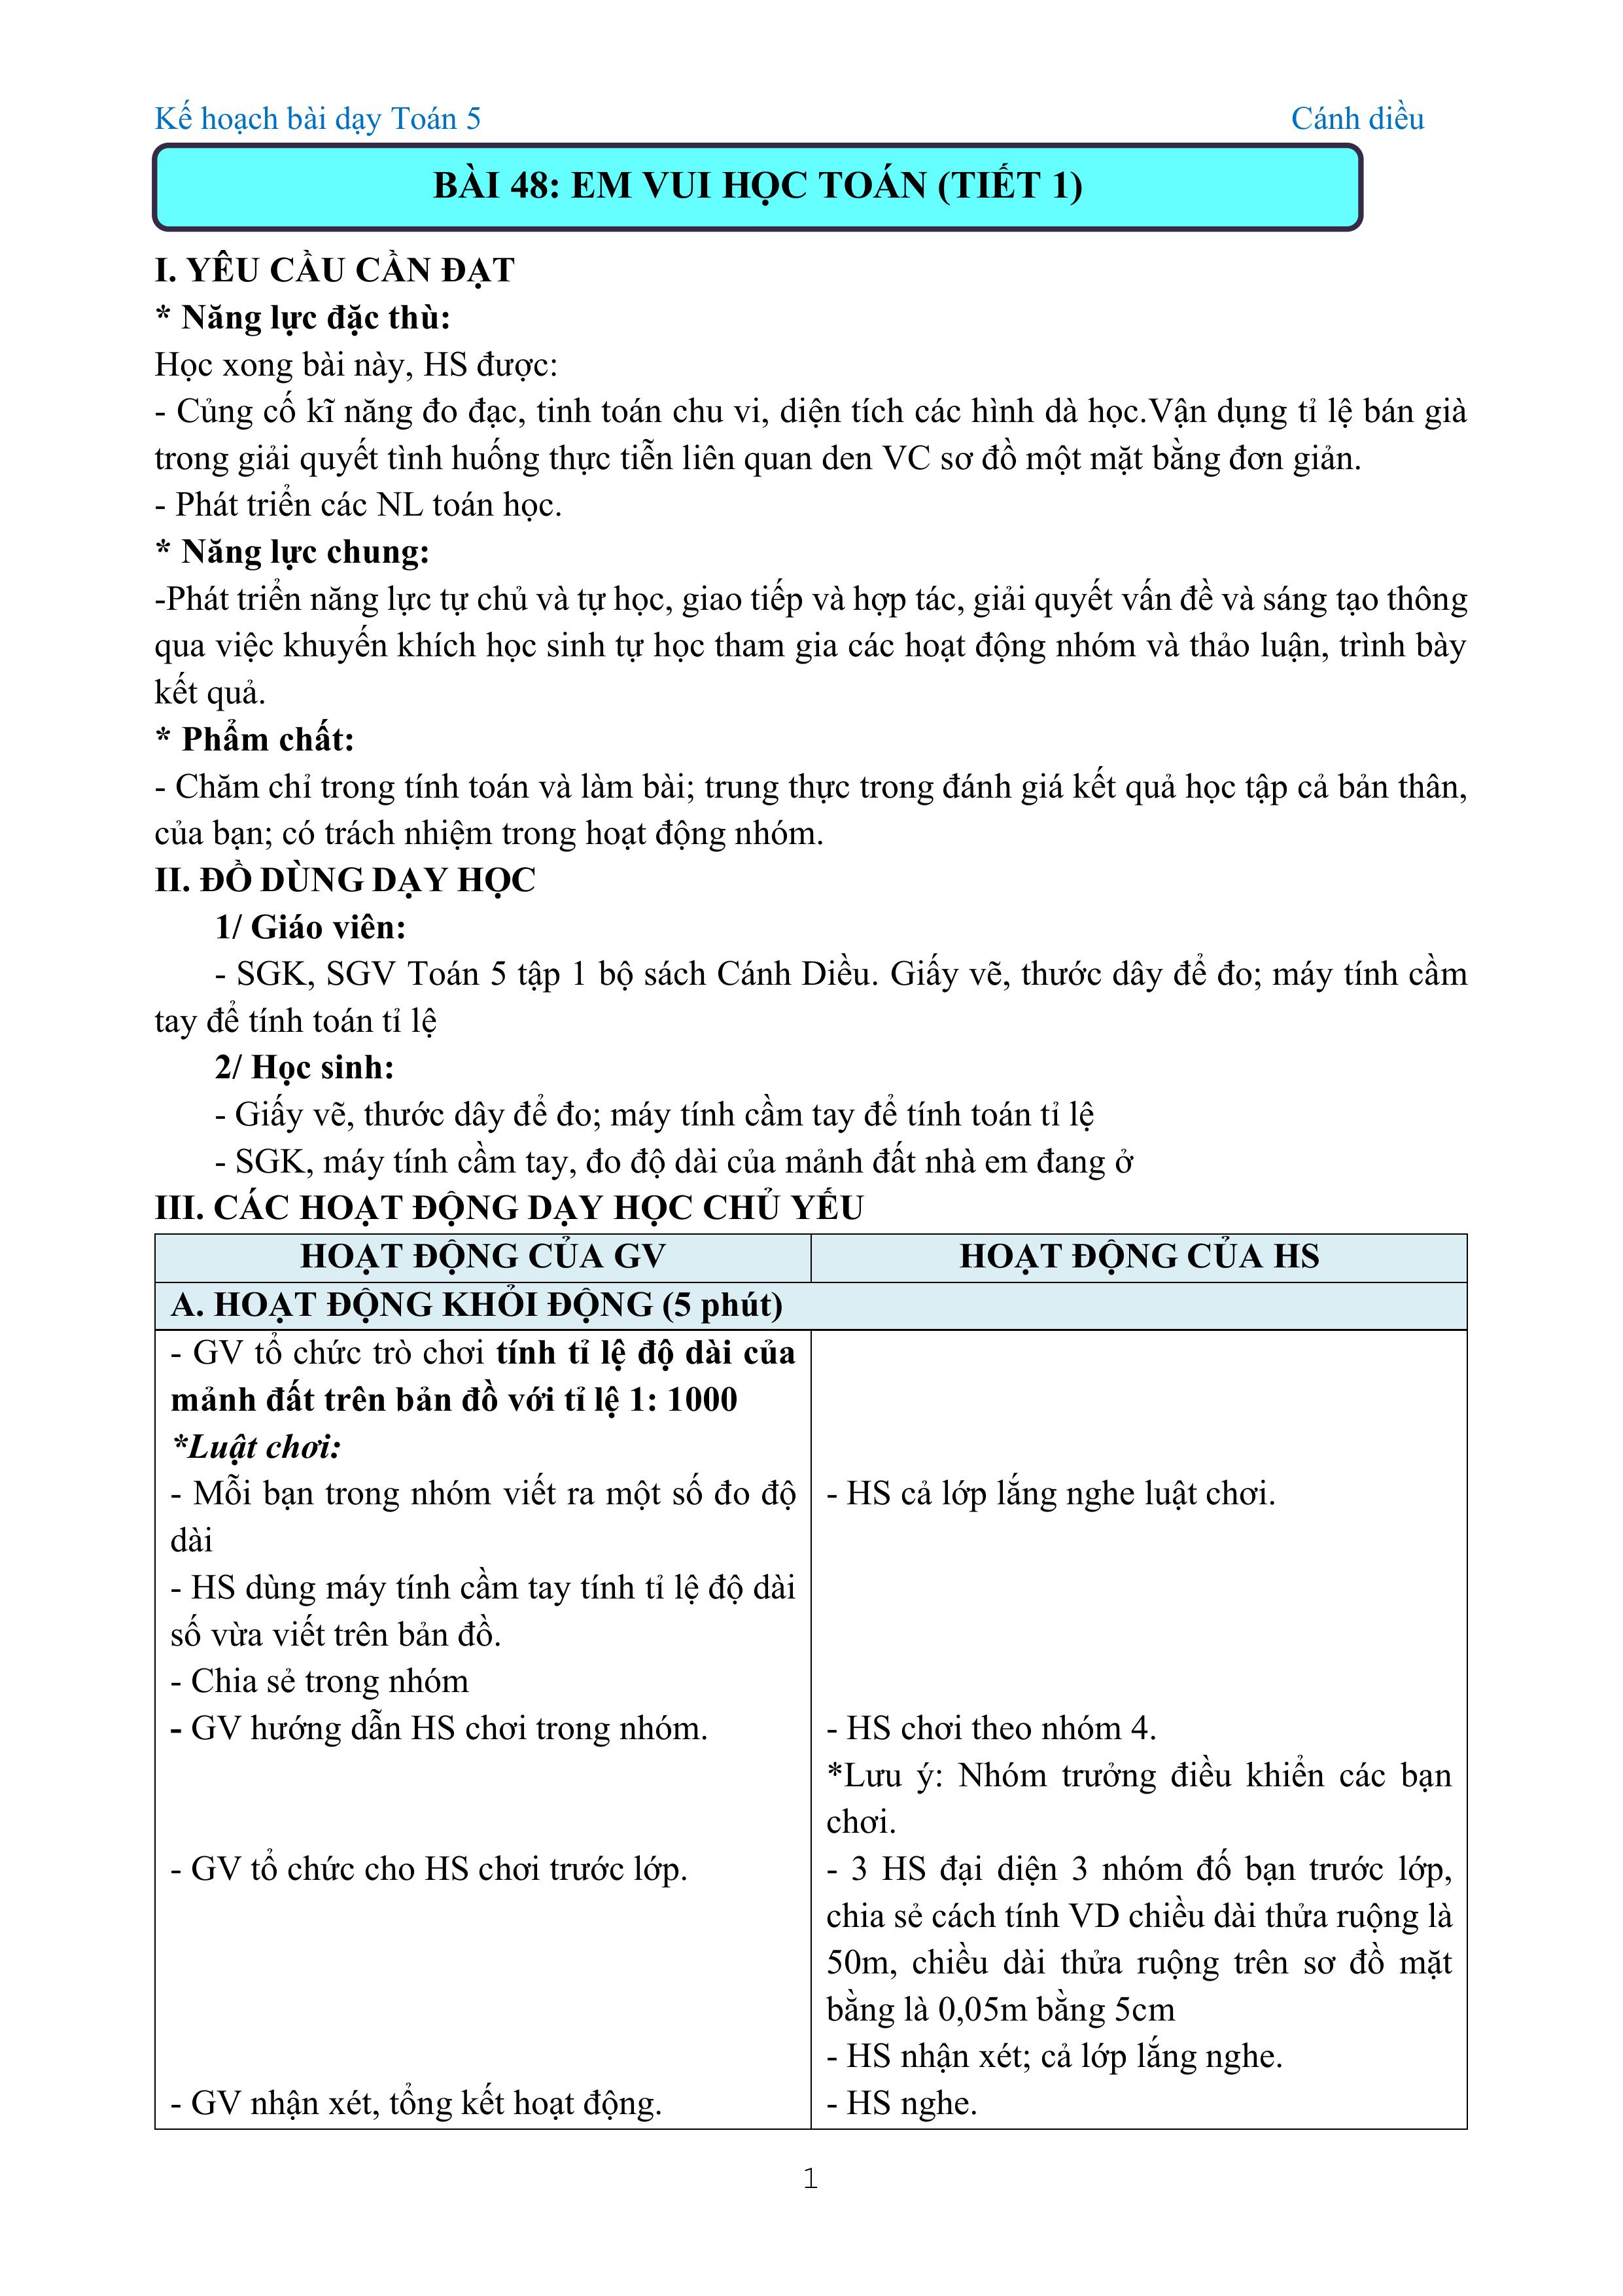 Kế hoạch bài dạy Toán 5 Cánh diều
BÀI 48: EM VUI HỌC TOÁN (TIẾT 1)
I. YÊU CẦU CẦN ĐẠT
* Năng lực đặc thù:
Học xong bài này, HS được:
- Củng cố kĩ năng đo đạc, tinh toán chu vi, diện tích các hình dà học.Vận dụng tỉ lệ bán già
trong giải quyết tình huống thực tiễn liên quan den VC sơ đồ một mặt bằng đơn giản.
- Phát triển các NL toán học.
* Năng lực chung:
-Phát triển năng lực tự chủ và tự học, giao tiếp và hợp tác, giải quyết vấn đề và sáng tạo thông
qua việc khuyến khích học sinh tự học tham gia các hoạt động nhóm và thảo luận, trình bày
kết quả.
* Phẩm chất:
- Chăm chỉ trong tính toán và làm bài; trung thực trong đánh giá kết quả học tập cả bản thân,
của bạn; có trách nhiệm trong hoạt động nhóm.
II. ĐỒ DÙNG DẠY HỌC
1/ Giáo viên:
- SGK, SGV Toán 5 tập 1 bộ sách Cánh Diều. Giấy vẽ, thước dây để đo; máy tính cầm
tay để tính toán tỉ lệ
2/ Học sinh:
- Giấy vẽ, thước dây để đo; máy tính cầm tay để tính toán tỉ lệ
- SGK, máy tính cầm tay, đo độ dài của mảnh đất nhà em đang ở
III. CÁC HOẠT ĐỘNG DẠY HỌC CHỦ YẾU
HOẠT ĐỘNG CỦA GV
HOẠT ĐỘNG CỦA HS
A. HOẠT ĐỘNG KHỞI ĐỘNG (5 phút)
- GV tổ chức trò chơi tính tỉ lệ độ dài của
mảnh đất trên bản đồ với tỉ lệ 1: 1000
*Luật chơi:
- Mỗi bạn trong nhóm viết ra một số đo độ
dài
- HS dùng máy tính cầm tay tính tỉ lệ độ dài
số vừa viết trên bản đồ.
- Chia sẻ trong nhóm
- GV hướng dẫn HS chơi trong nhóm.
- GV tổ chức cho HS chơi trước lớp.
- GV nhận xét, tổng kết hoạt động.
- HS cả lớp lắng nghe luật chơi.
- HS chơi theo nhóm 4.
*Lưu ý: Nhóm trưởng điều khiển các bạn
chơi.
- 3 HS đại diện 3 nhóm đố bạn trước lớp,
chia sẻ cách tính VD chiều dài thửa ruộng là
50m, chiều dài thửa ruộng trên sơ đồ mặt
bằng là 0,05m bằng 5cm
- HS nhận xét; cả lớp lắng nghe.
- HS nghe.
1